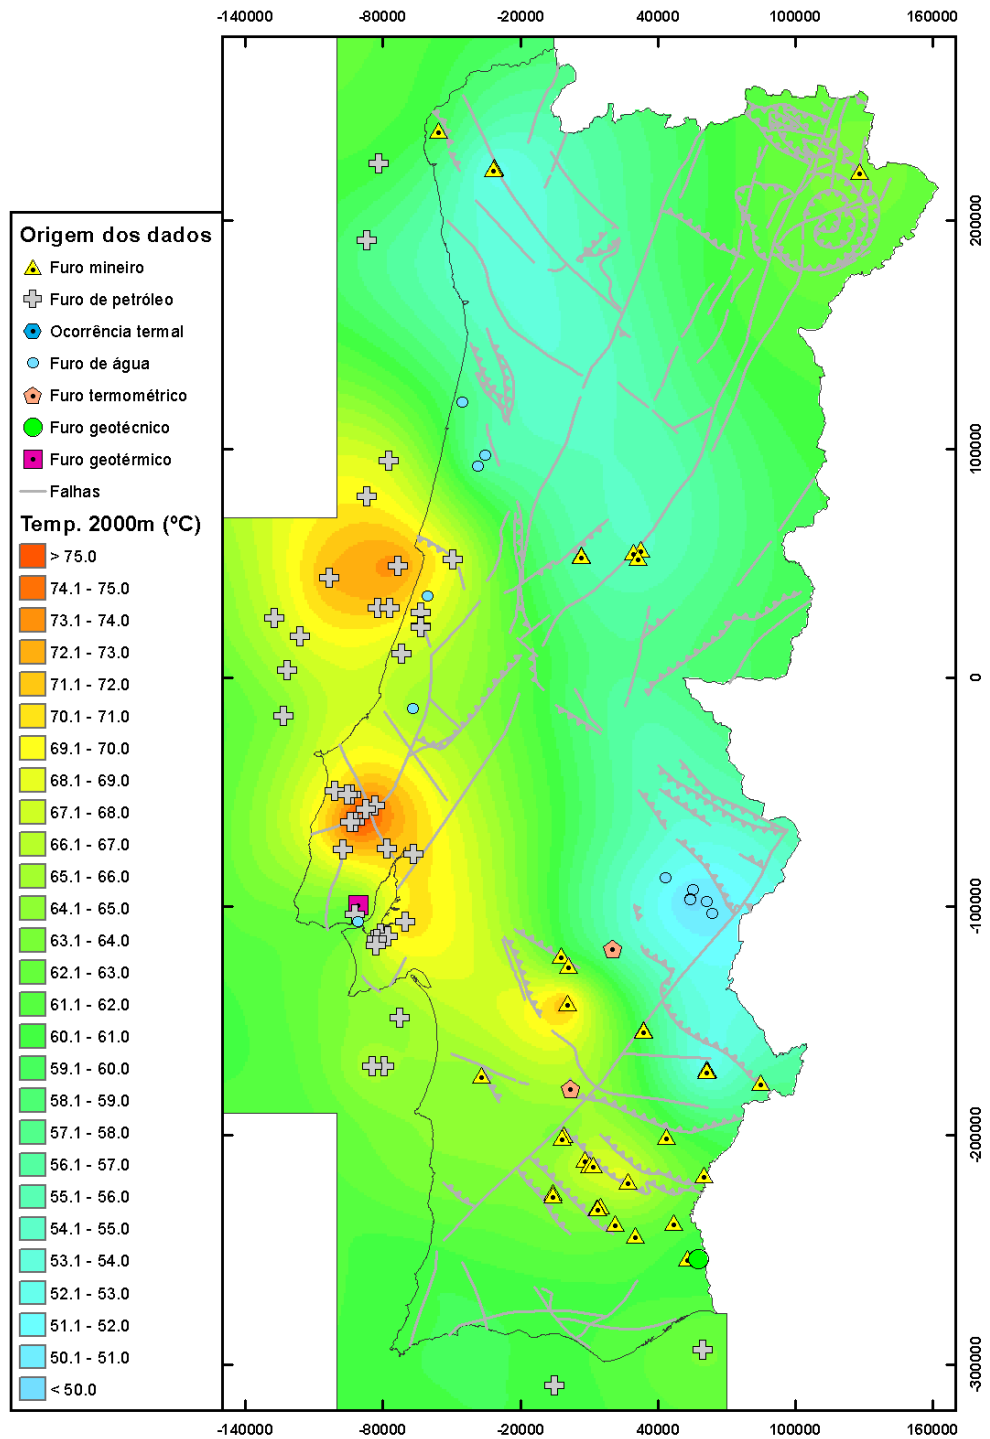 -140000 -80000 -20000 40000 100000 160000
Origem dos dados
Furo mineiro
Furo de petróleo
Ocorrência termal
Furo de água
Furo termométrico
Furo geotécnico
Furo geotérmico
Falhas
Temp. 2000m (ºC)
> 75.0
74.1 - 75.0
73.1 - 74.0
72.1 - 73.0
71.1 - 72.0
70.1 - 71.0
69.1 - 70.0
68.1 - 69.0
67.1 - 68.0
66.1 - 67.0
65.1 - 66.0
64.1 - 65.0
63.1 - 64.0
62.1 - 63.0
61.1 - 62.0
60.1 - 61.0
59.1 - 60.0
58.1 - 59.0
57.1 - 58.0
56.1 - 57.0
55.1 - 56.0
54.1 - 55.0
53.1 - 54.0
52.1 - 53.0
51.1 - 52.0
50.1 - 51.0
< 50.0
200000
100000
0
-100000
-200000
-300000
-140000 -80000 -20000 40000 100000 160000